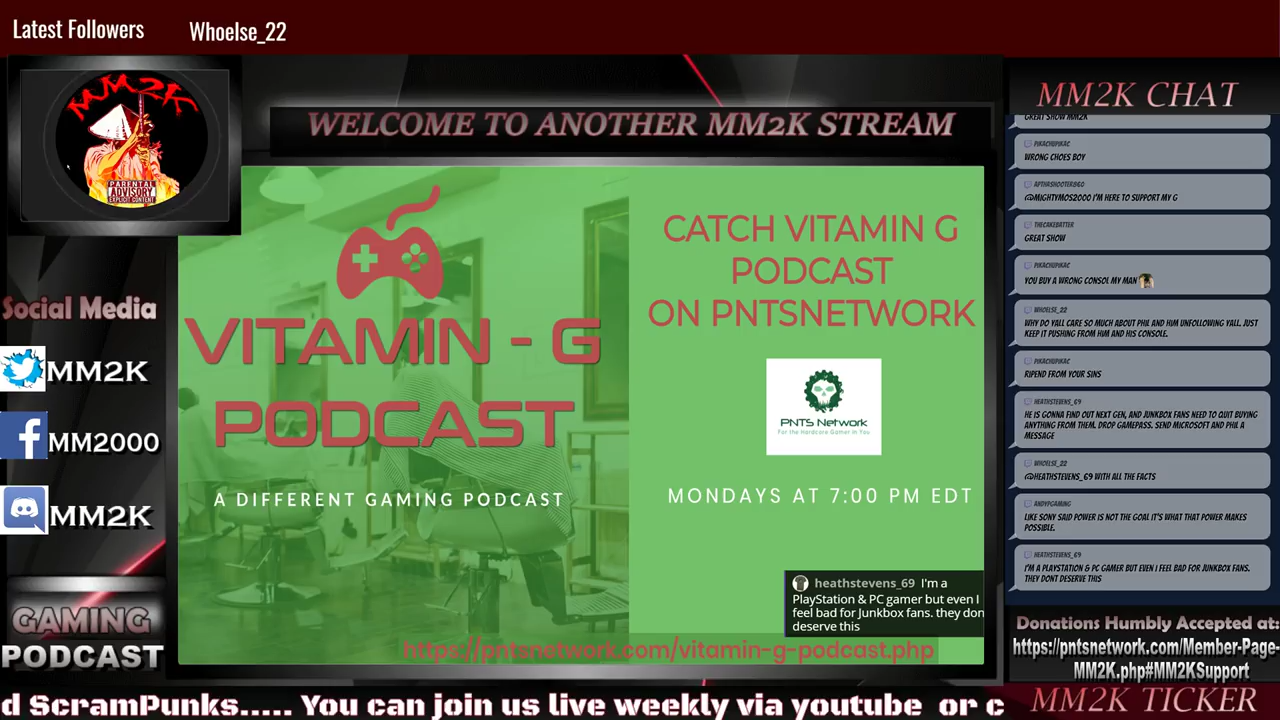 Latest Followers
Whoelse_22
MM2K
PARENTAL
ADVISORY
EXPLICIT CONTENT
WELCOME TO ANOTHER MM2K STREAM
VITAMIN - G
PODCAST
A DIFFERENT GAMING PODCAST
CATCH VITAMIN G
PODCAST
ON PNTSNETWORK
PNTS Network
For the Hardcore Gamer in You
MONDAYS AT 7:00 PM EDT
heathstevens_69 I'm a
PlayStation & PC gamer but even I
feel bad for Junkbox fans. they don
deserve this
https://pntsnetwork.com/vitamin-g-podcast.php
Social Media
MM2K
MM2000
MM2K
GAMING
PODCAST
MM2K CHAT
GREAT SHOW MM2K
PIKACHUPIKAC
WRONG CHOES BOY
APTHASHOOTER860
@MIGHTYMOS2000 I'M HERE TO SUPPORT MY G
THECAKEBATTER
GREAT SHOW
PIKACHUPIKAC
YOU BUY A WRONG CONSOL MY MAN
WHOELSE_22
WHY DO YALL CARE SO MUCH ABOUT PHIL AND HIM UNFOLLOWING YALL. JUST
KEEP IT PUSHING FROM HIM AND HIS CONSOLE.
PIKACHUPIKAC
RIPEND FROM YOUR SINS
HEATHSTEVENS_69
HE IS GONNA FIND OUT NEXT GEN, AND JUNKBOX FANS NEED TO QUIT BUYING
ANYTHING FROM THEM. DROP GAMEPASS. SEND MICROSOFT AND PHIL A
MESSAGE
WHOELSE_22
@HEATHSTEVENS_69 WITH ALL THE FACTS
ANDYPGAMING
LIKE SONY SAID POWER IS NOT THE GOAL IT'S WHAT THAT POWER MAKES
POSSIBLE.
HEATHSTEVENS_69
I'M A PLAYSTATION & PC GAMER BUT EVEN I FEEL BAD FOR JUNKBOX FANS.
THEY DONT DESERVE THIS
Donations Humbly Accepted at:
https://pntsnetwork.com/Member-Page-
MM2K.php#MM2KSupport
d ScramPunks..... You can join us live weekly via youtube or c
MM2K TICKER